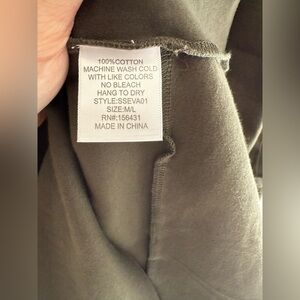 100%COTTON
MACHINE WASH COLD
WITH LIKE COLORS
NO BLEACH
HANG TO DRY
STYLE:SSEVA01
SIZE:M/L
RN#:156431
MADE IN CHINA